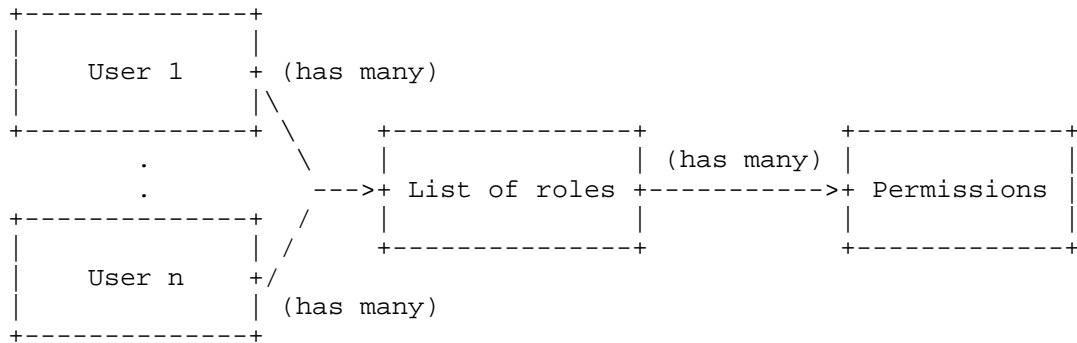 User 1 (has many)
(has many)
List of roles Permissions
User n
(has many)